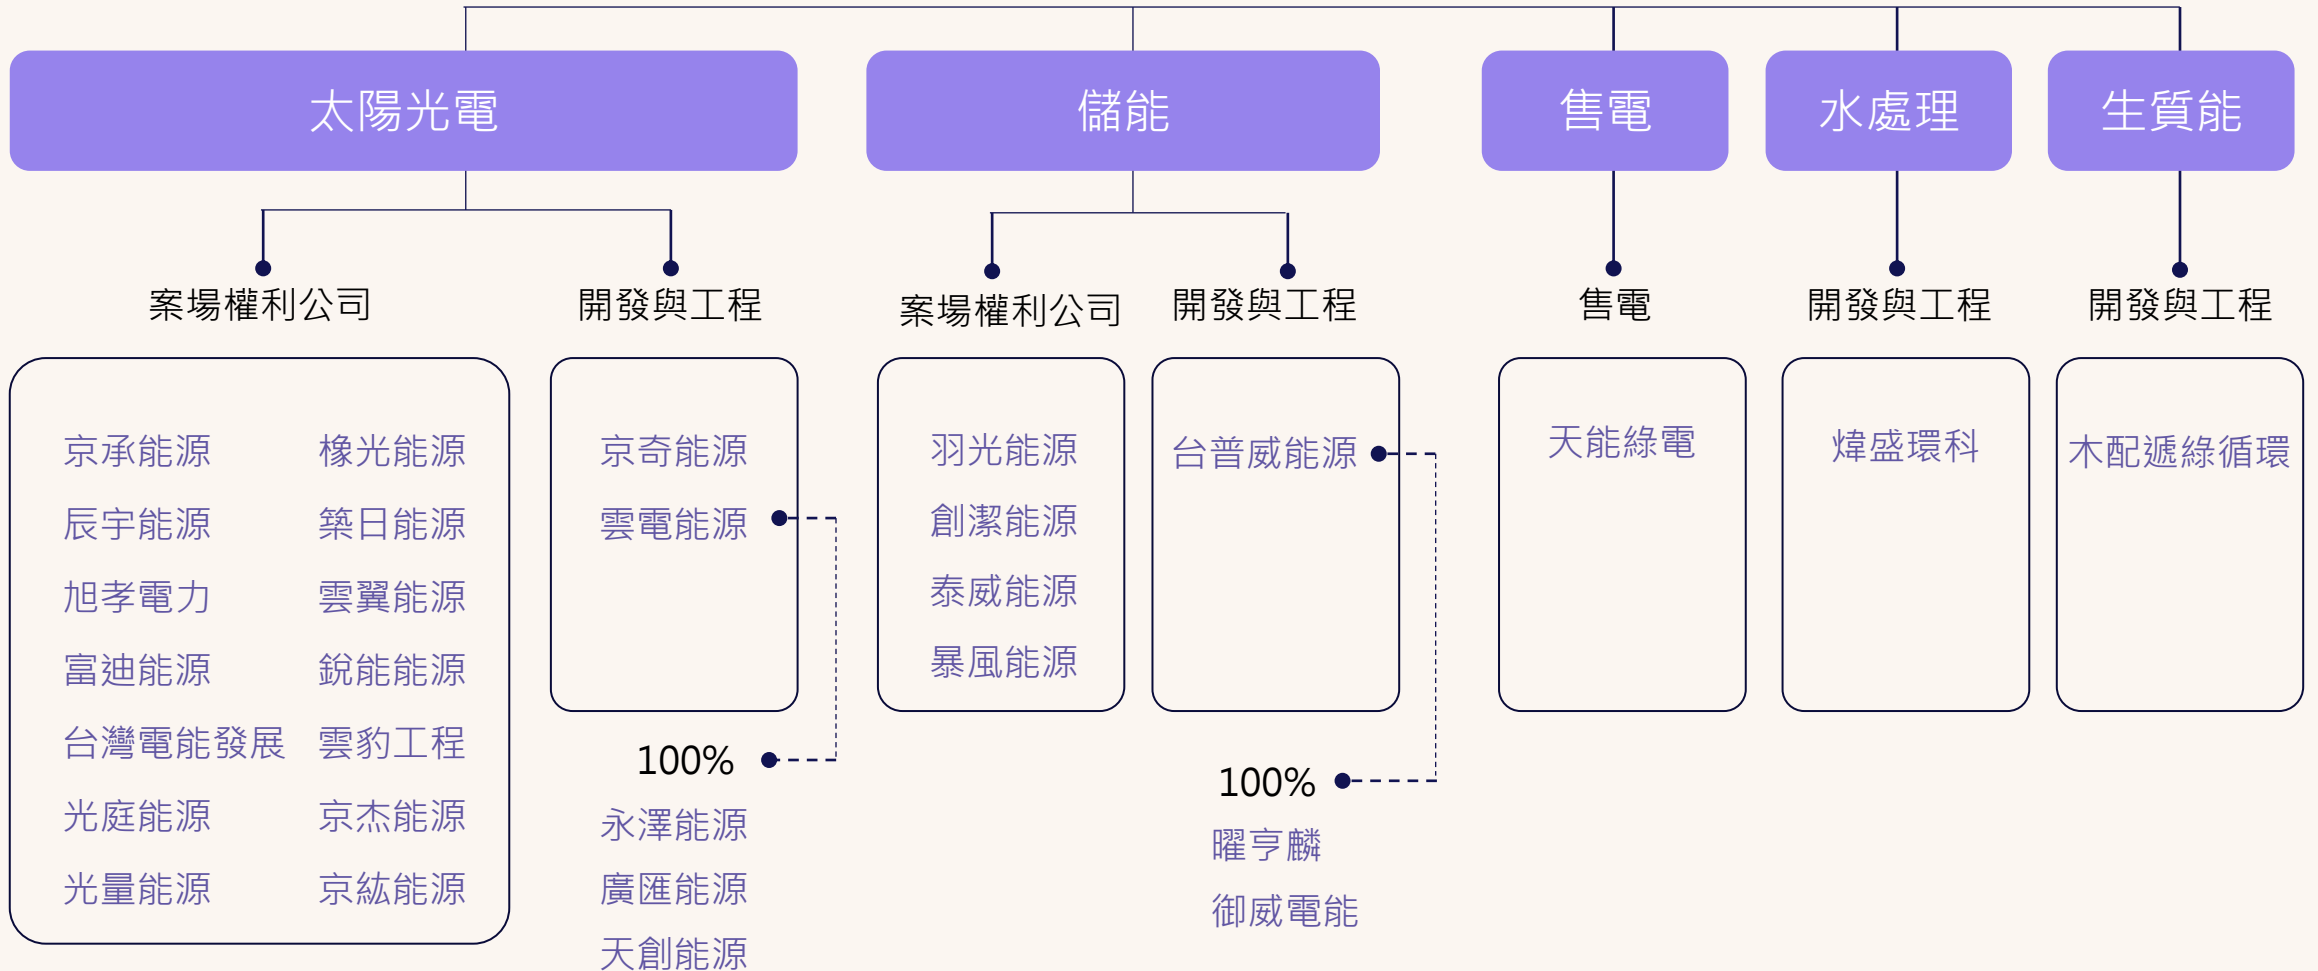 太陽光電
儲能
售電
水處理
生質能
案場權利公司
開發與工程
案場權利公司
開發與工程
售電
開發與工程
開發與工程
京承能源
辰宇能源
旭孝電力
富迪能源
台灣電能發展
光庭能源
光量能源
橡光能源
築日能源
雲翼能源
銳能能源
雲豹工程
京杰能源
京紘能源
京奇能源
雲電能源
100%
永澤能源
廣匯能源
天創能源
羽光能源
創潔能源
泰威能源
暴風能源
台普威能源
100%
曜亨麟
御威電能
天能綠電
煒盛環科
木配遞綠循環